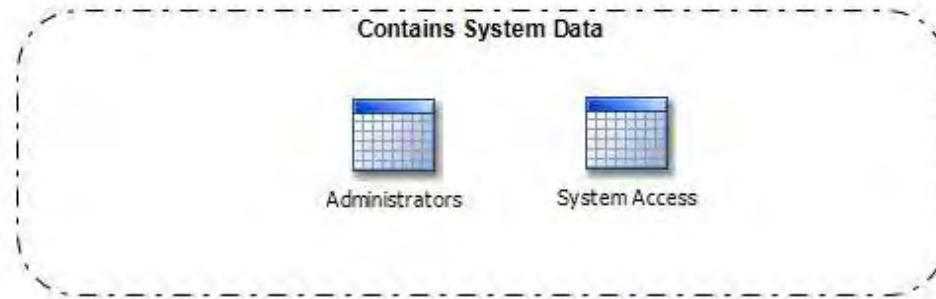 Contains System Data
Administrators
System Access